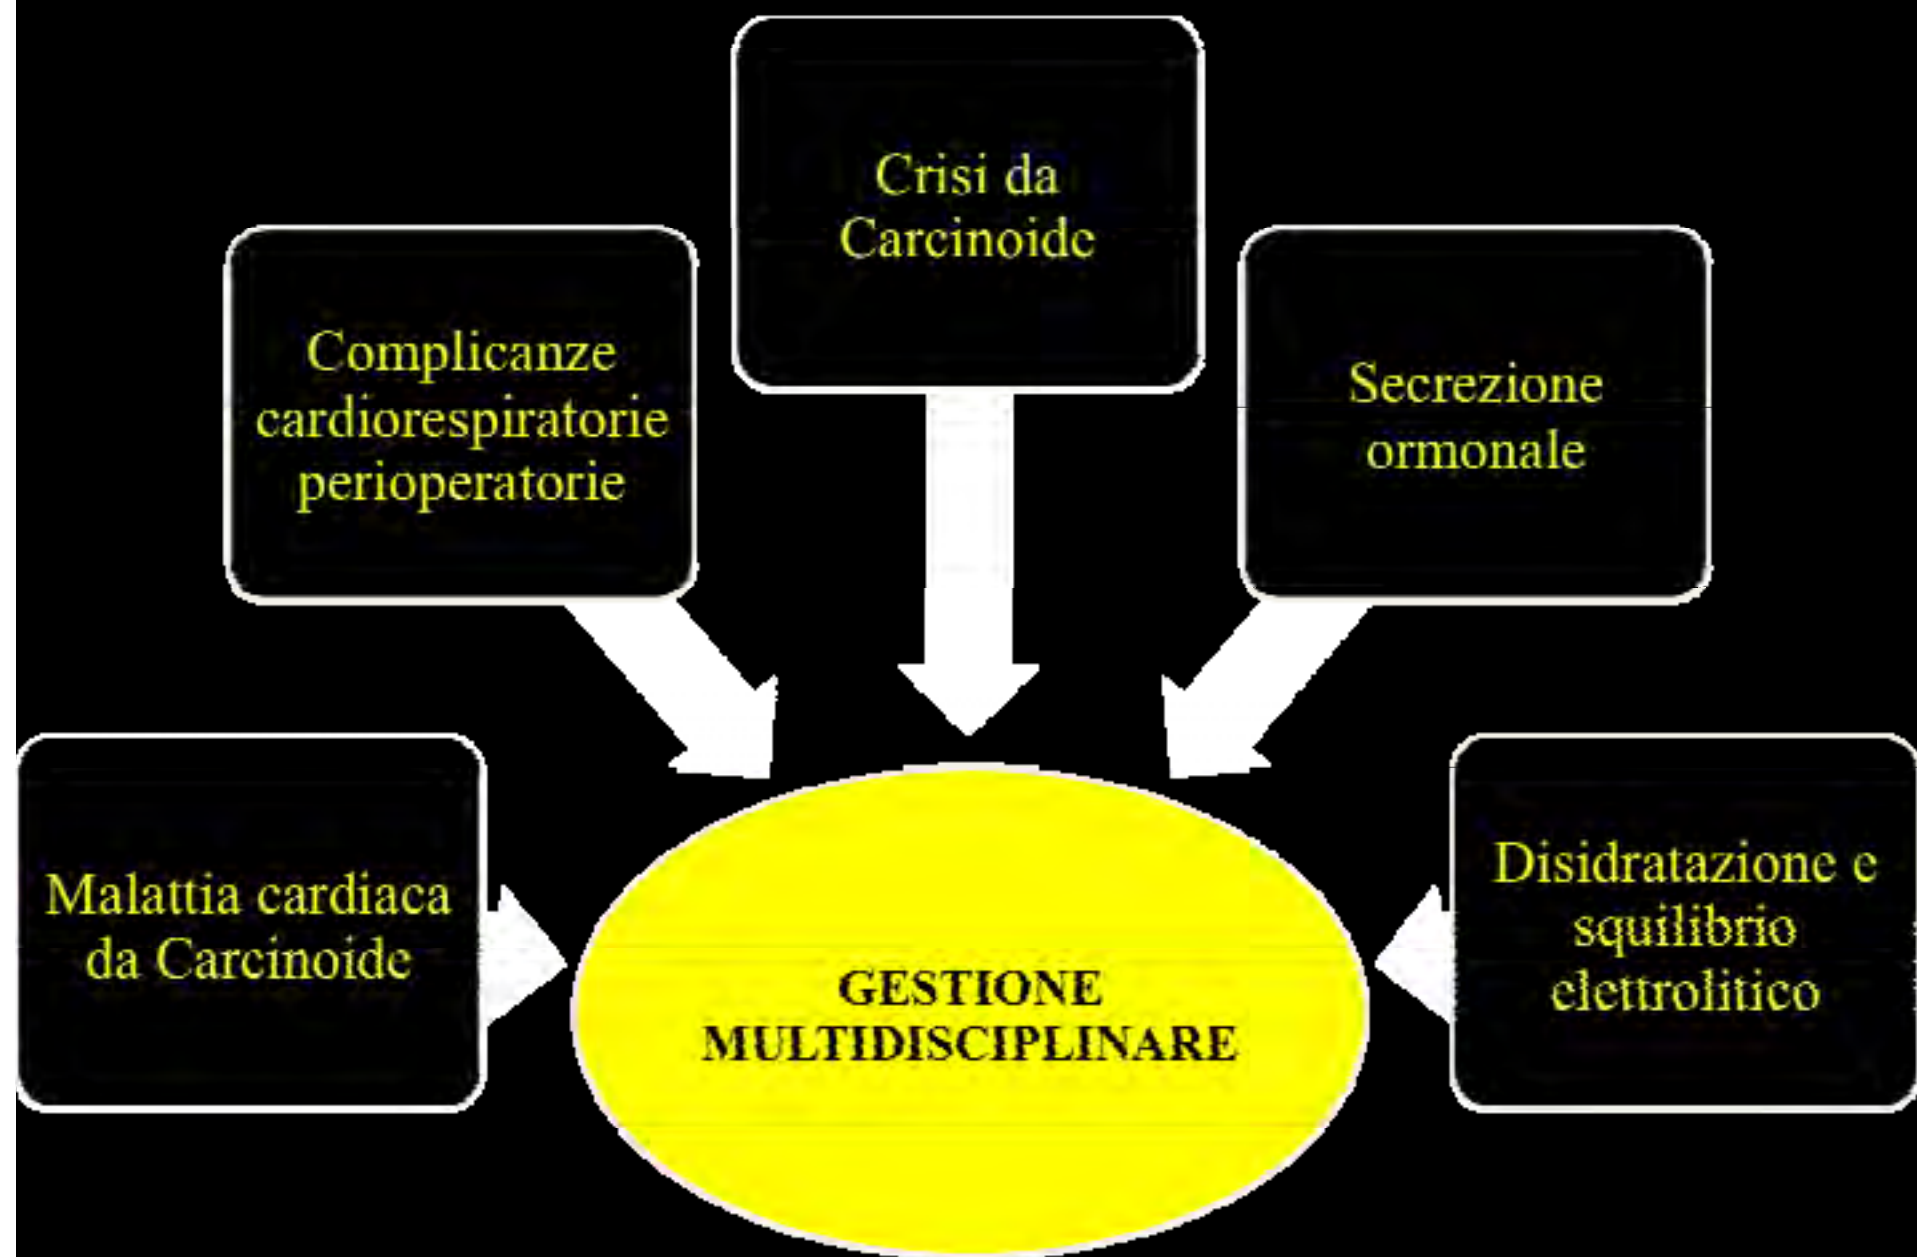 Crisi da
Carcinoide
Complicanze
cardiorespiratorie
perioperatorie
Secrezione
ormonale
Malattia cardiaca
da Carcinoide
Disidratazione e
squilibrio
elettrolitico
GESTIONE
MULTIDISCIPLINARE